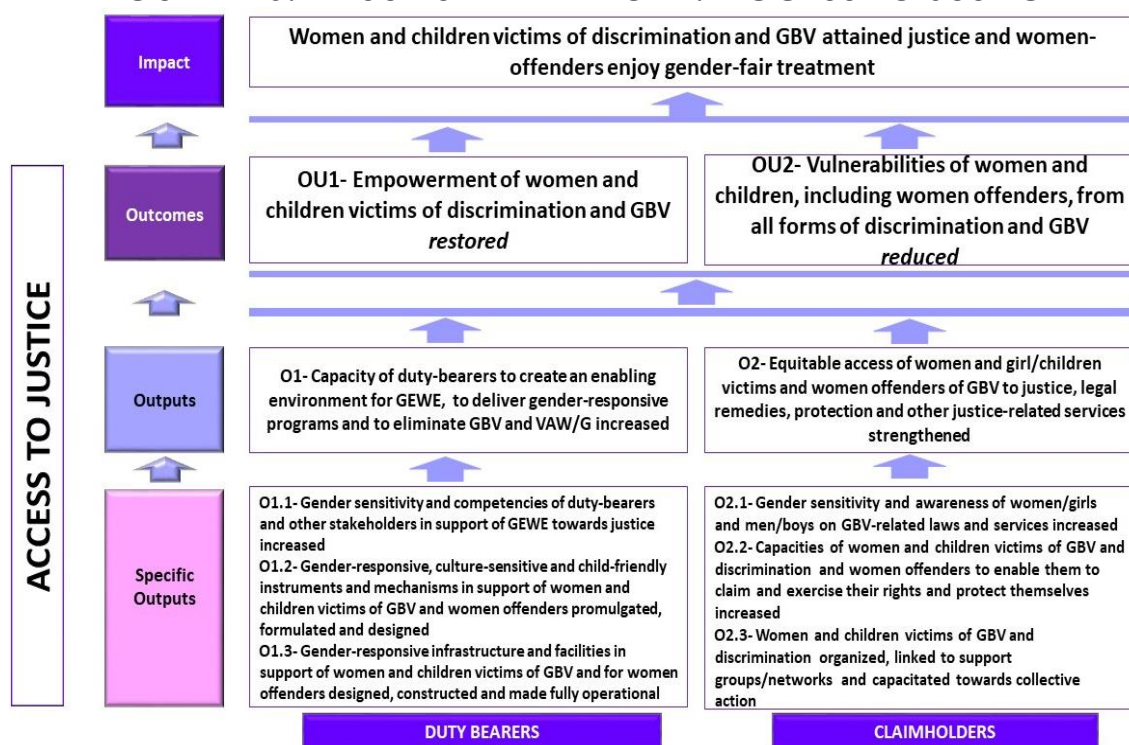 Impact
Women and children victims of discrimination and GBV attained justice and women-
offenders enjoy gender-fair treatment
ACCESS TO JUSTICE
Outcomes
OU1- Empowerment of women and
children victims of discrimination and GBV
restored
OU2- Vulnerabilities of women and
children, including women offenders, from
all forms of discrimination and GBV
reduced
Outputs
O1- Capacity of duty-bearers to create an enabling
environment for GEWE, to deliver gender-responsive
programs and to eliminate GBV and VAW/G increased
O2- Equitable access of women and girl/children
victims and women offenders of GBV to justice, legal
remedies, protection and other justice-related services
strengthened
Specific
Outputs
O1.1- Gender sensitivity and competencies of duty-bearers
and other stakeholders in support of GEWE towards justice
increased
O1.2- Gender-responsive, culture-sensitive and child-friendly
instruments and mechanisms in support of women and
children victims of GBV and women offenders promulgated,
formulated and designed
O1.3- Gender-responsive infrastructure and facilities in
support of women and children victims of GBV and for women
offenders designed, constructed and made fully operational
O2.1- Gender sensitivity and awareness of women/girls
and men/boys on GBV-related laws and services increased
O2.2- Capacities of women and children victims of GBV and
discrimination and women offenders to enable them to
claim and exercise their rights and protect themselves
increased
O2.3- Women and children victims of GBV and
discrimination organized, linked to support
groups/networks and capacitated towards collective
action
DUTY BEARERS
CLAIMHOLDERS